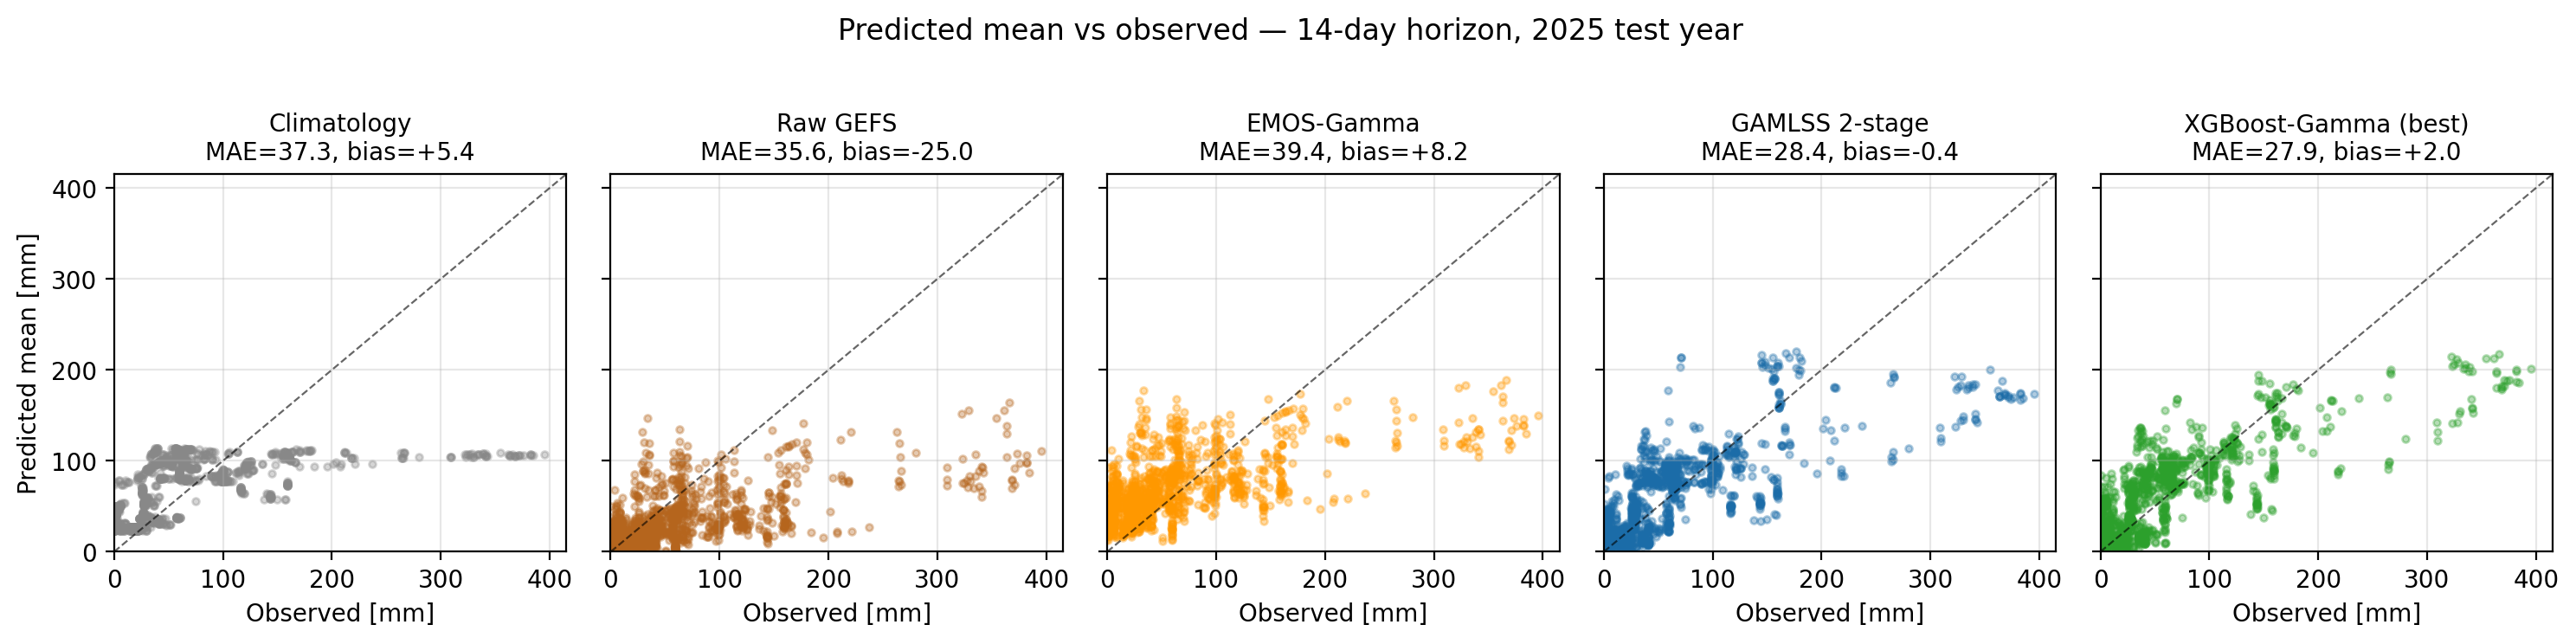 Predicted mean vs observed — 14-day horizon, 2025 test year
Climatology
MAE=37.3, bias=+5.4
Raw GEFS
MAE=35.6, bias=-25.0
EMOS-Gamma
MAE=39.4, bias=+8.2
GAMLSS 2-stage
MAE=28.4, bias=-0.4
XGBoost-Gamma (best)
MAE=27.9, bias=+2.0
Predicted mean [mm]
400
300
200
100
0
0 100 200 300 400
Observed [mm]
0 100 200 300 400
Observed [mm]
0 100 200 300 400
Observed [mm]
0 100 200 300 400
Observed [mm]
0 100 200 300 400
Observed [mm]